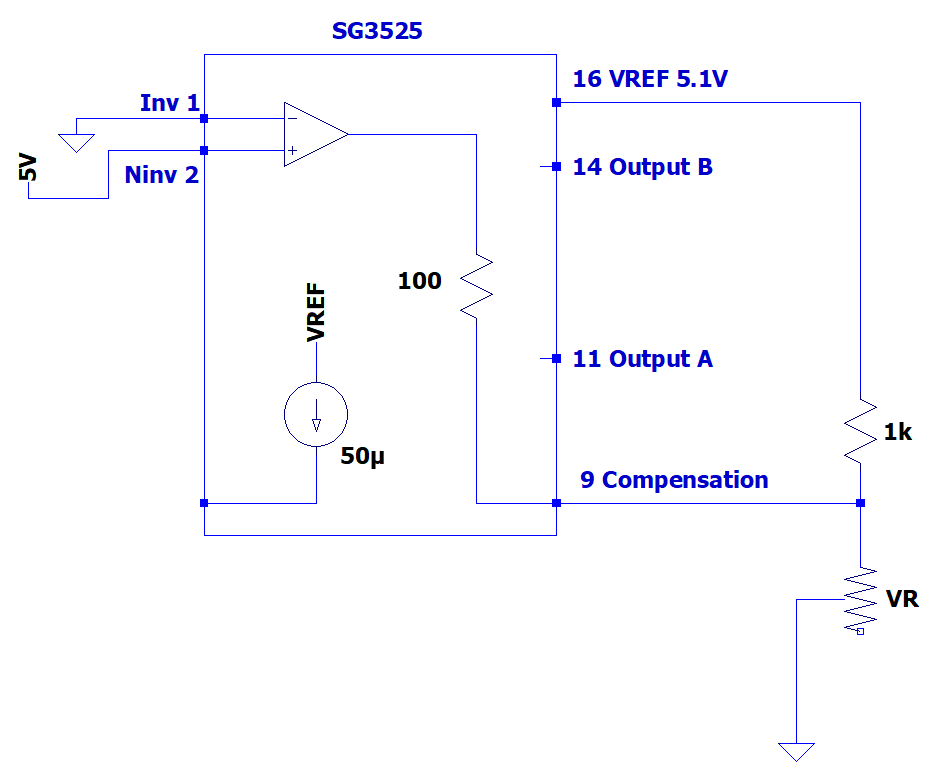 SG3525
16 VREF 5.1V
Inv 1
14 Output B
5V
Ninv 2
100
VREF
11 Output A
1k
50µ
9 Compensation
VR